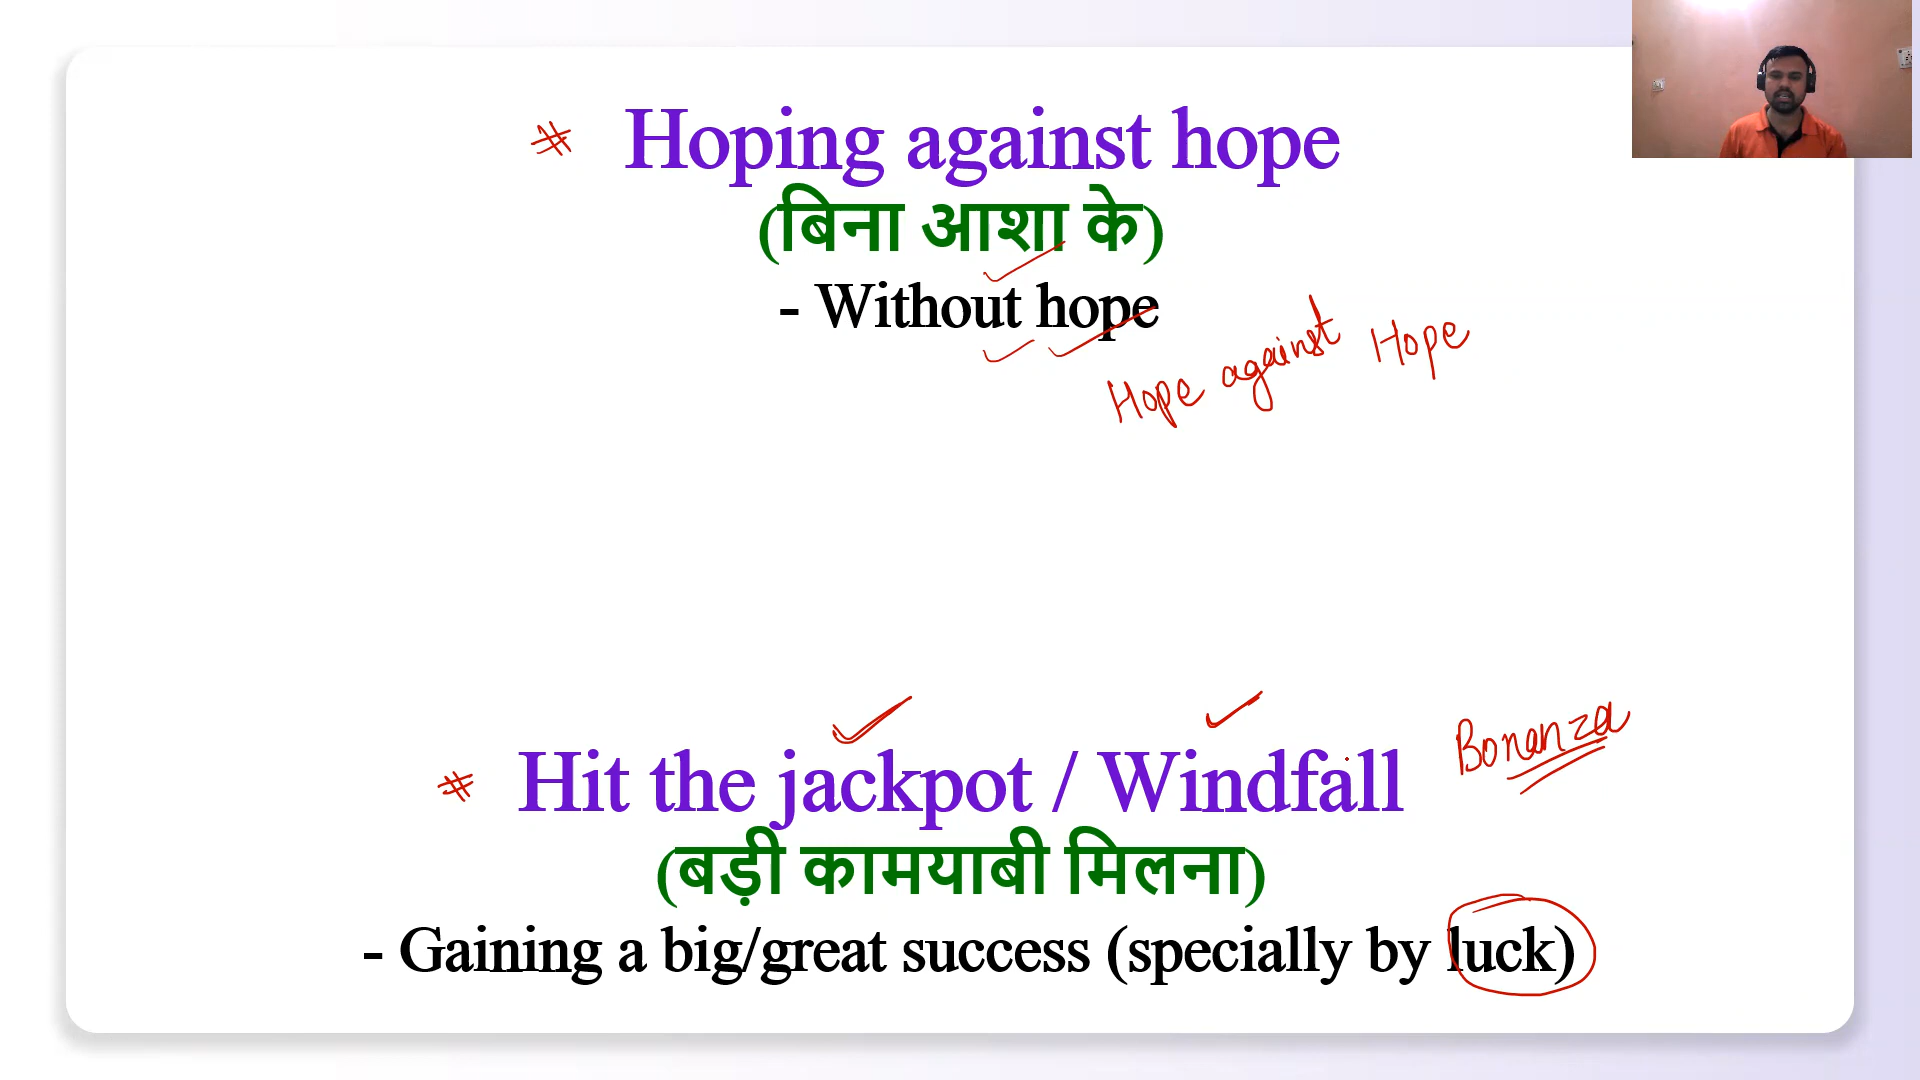 # Hoping against hope
(बिना आशा के)
- Without hope
Hope against Hope
# Hit the jackpot / Windfall
Bonanza
(बड़ी कामयाबी मिलना)
- Gaining a big/great success (specially by luck)